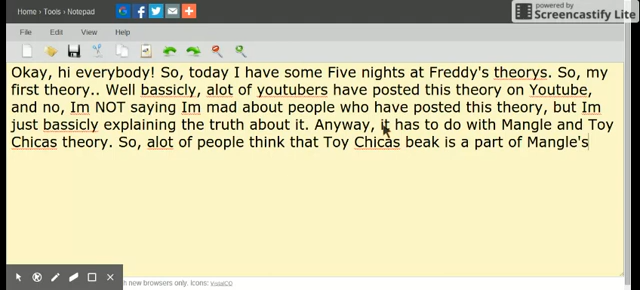 Home › Tools › Notepad
powered by
Screencastify Lite
File Edit View Help
Okay, hi everybody! So, today I have some Five nights at Freddy's theorys. So, my
first theory.. Well bassicly, alot of youtubers have posted this theory on Youtube,
and no, Im NOT saying Im mad about people who have posted this theory, but Im
just bassicly explaining the truth about it. Anyway, it has to do with Mangle and Toy
Chicas theory. So, alot of people think that Toy Chicas beak is a part of Mangle's
new browsers only. Icons: VistaICO